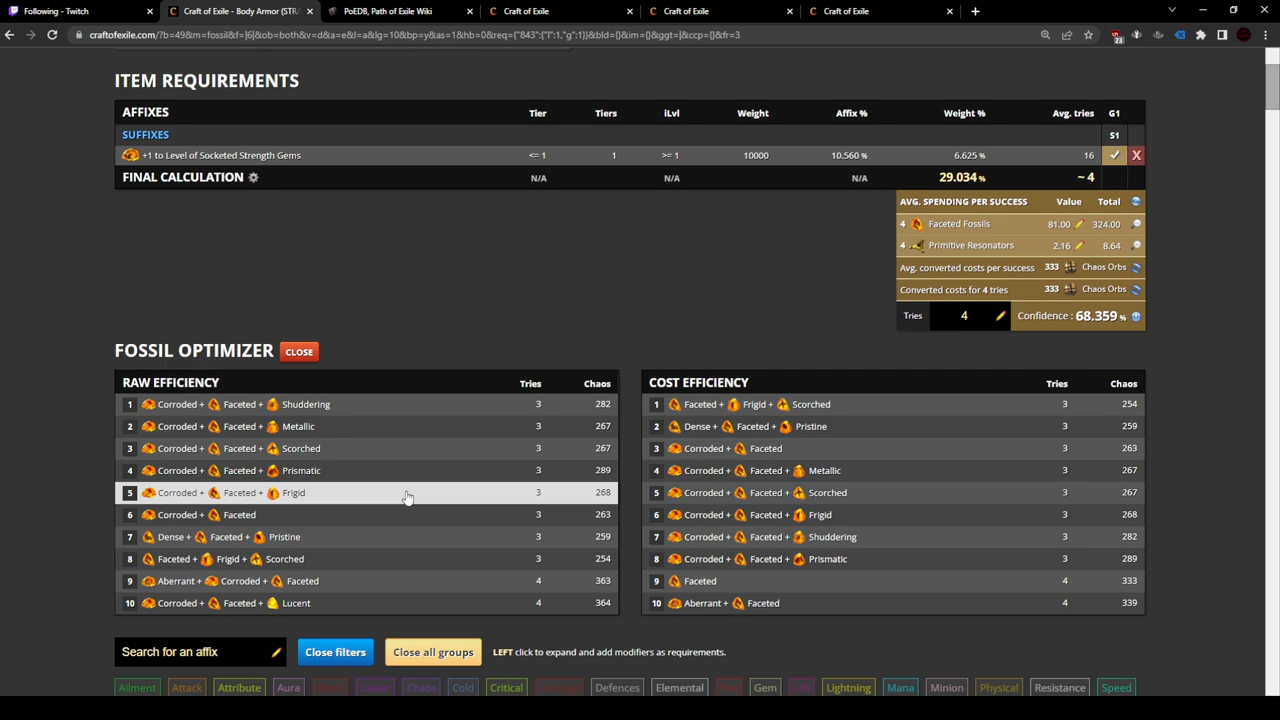 Following - Twitch × Craft of Exile - Body Armor (STR/ × PoEDB, Path of Exile Wiki × Craft of Exile × Craft of Exile × Craft of Exile × +
craftofexile.com/?b=49&m=fossil&f=|6|&ob=both&v=d&a=e&l=a&lg=10&bp=y&as=1&hb=0&req={"843":{"l":1,"g":1}}&bld={}&im={}&ggt=|&ccp={}&fr=3 23
ITEM REQUIREMENTS
AFFIXES Tier Tiers iLvl Weight Affix % Weight % Avg. tries G1
SUFFIXES S1
+1 to Level of Socketed Strength Gems <= 1 1 >= 1 10000 10.560 % 6.625 % 16 ✓ X
FINAL CALCULATION N/A N/A N/A 29.034 % ~ 4
AVG. SPENDING PER SUCCESS Value Total
4 Faceted Fossils 81.00 324.00
4 Primitive Resonators 2.16 8.64
Avg. converted costs per success 333 Chaos Orbs
Converted costs for 4 tries 333 Chaos Orbs
Tries 4 Confidence : 68.359 %
FOSSIL OPTIMIZER CLOSE
RAW EFFICIENCY Tries Chaos
1 Corroded + Faceted + Shuddering 3 282
2 Corroded + Faceted + Metallic 3 267
3 Corroded + Faceted + Scorched 3 267
4 Corroded + Faceted + Prismatic 3 289
5 Corroded + Faceted + Frigid 3 268
6 Corroded + Faceted 3 263
7 Dense + Faceted + Pristine 3 259
8 Faceted + Frigid + Scorched 3 254
9 Aberrant + Corroded + Faceted 4 363
10 Corroded + Faceted + Lucent 4 364
COST EFFICIENCY Tries Chaos
1 Faceted + Frigid + Scorched 3 254
2 Dense + Faceted + Pristine 3 259
3 Corroded + Faceted 3 263
4 Corroded + Faceted + Metallic 3 267
5 Corroded + Faceted + Scorched 3 267
6 Corroded + Faceted + Frigid 3 268
7 Corroded + Faceted + Shuddering 3 282
8 Corroded + Faceted + Prismatic 3 289
9 Faceted 4 333
10 Aberrant + Faceted 4 339
Search for an affix Close filters Close all groups LEFT click to expand and add modifiers as requirements.
Ailment Attack Attribute Aura Caster Chaos Cold Critical Defences Elemental Fire Gem Life Lightning Mana Minion Physical Resistance Speed